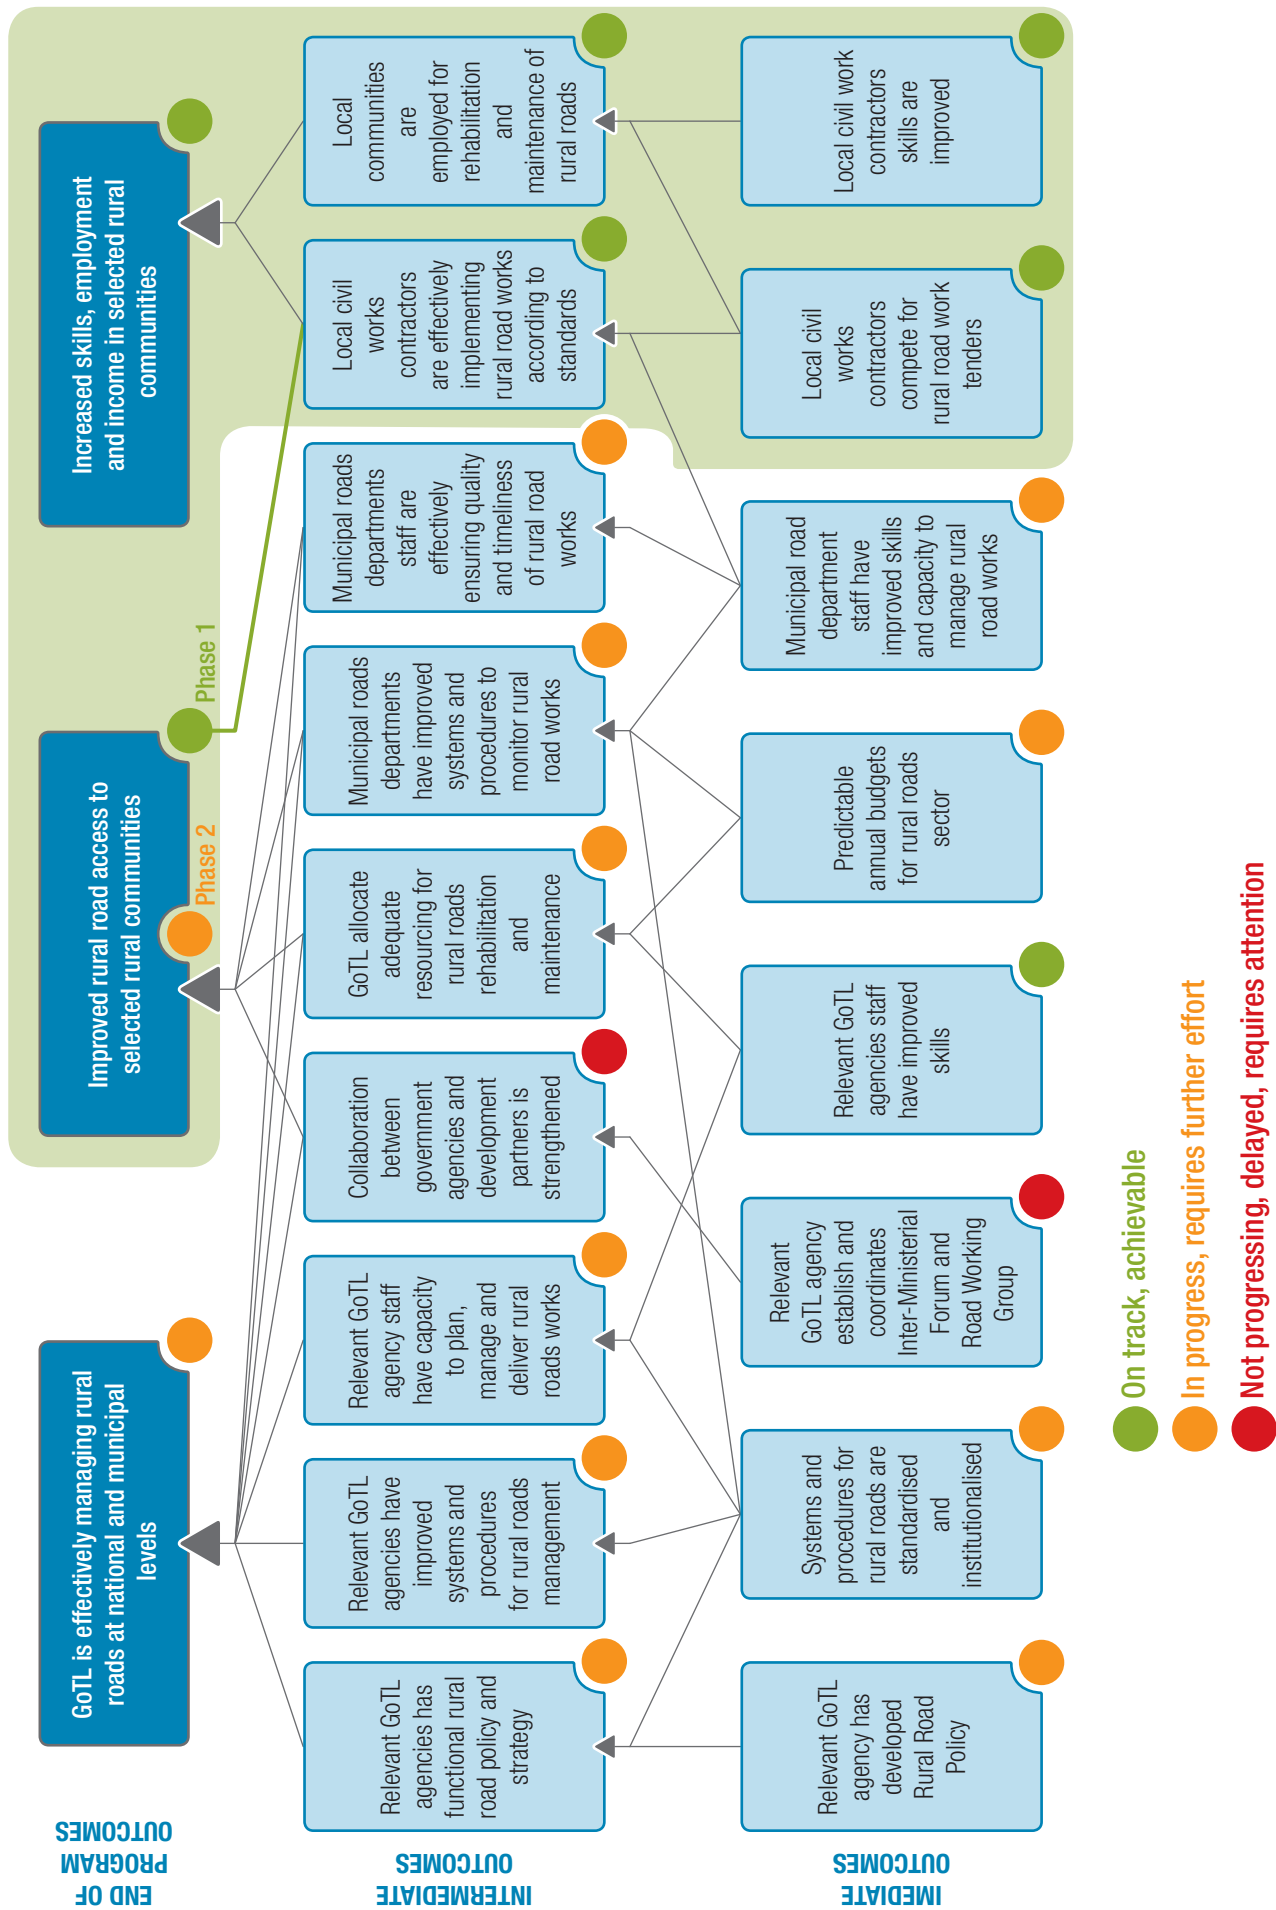 END OF
PROGRAM
OUTCOMES
GoTL is effectively managing rural
roads at national and municipal
levels
Improved rural road access to
selected rural communities
Increased skills, employment
and income in selected rural
communities
Phase 2
Phase 1
INTERMEDIATE
OUTCOMES
Relevant GoTL
agencies has
functional rural
road policy and
strategy
Relevant GoTL
agencies have
improved
systems and
procedures
for rural roads
management
Relevant GoTL
agency staff
have capacity
to plan,
manage and
deliver rural
roads works
Collaboration
between
government
agencies and
development
partners is
strengthened
GoTL allocate
adequate
resourcing for
rural roads
rehabilitation
and
maintenance
Municipal roads
departments
have improved
systems and
procedures to
monitor rural
road works
Municipal roads
departments
staff are
effectively
ensuring quality
and timeliness
of rural road
works
Local civil
works
contractors
are effectively
implementing
rural road works
according to
standards
Local
communities
are
employed for
rehabilitation
and
maintenance of
rural roads
IMEDIATE
OUTCOMES
Relevant GoTL
agency has
developed
Rural Road
Policy
Systems and
procedures for
rural roads are
standardised
and
institutionalised
Relevant
GoTL agency
establish and
coordinates
Inter-Ministerial
Forum and
Road Working
Group
Relevant GoTL
agencies staff
have improved
skills
Predictable
annual budgets
for rural roads
sector
Municipal road
department
staff have
improved skills
and capacity to
manage rural
road works
Local civil
works
contractors
compete for
rural road work
tenders
Local civil work
contractors
skills are
improved
On track, achievable
In progress, requires further effort
Not progressing, delayed, requires attention